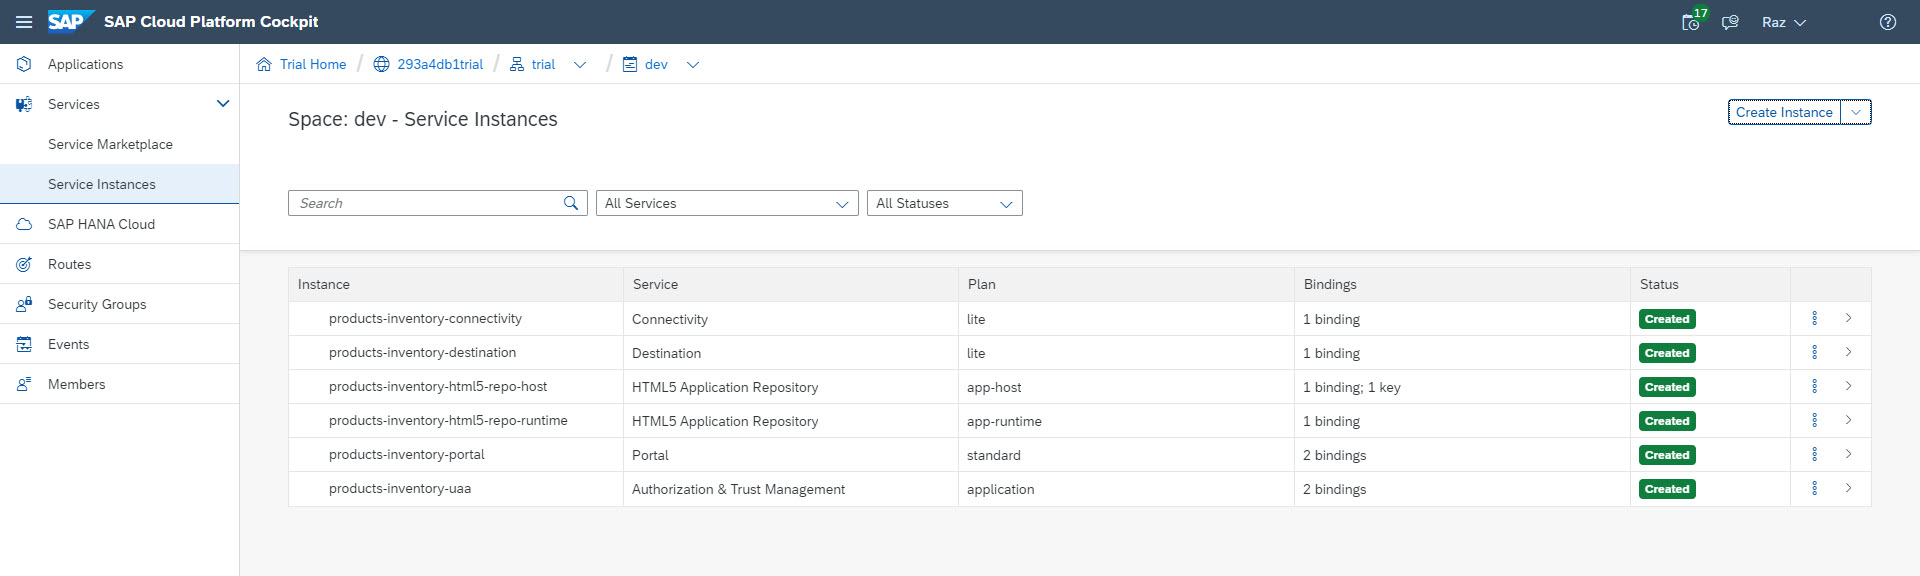 SAP SAP Cloud Platform Cockpit 17 Raz
Applications
Services
Service Marketplace
Service Instances
SAP HANA Cloud
Routes
Security Groups
Events
Members
Trial Home / 293a4db1trial / trial / dev
Space: dev - Service Instances
Create Instance
Search All Services All Statuses
Instance Service Plan Bindings Status
products-inventory-connectivity Connectivity lite 1 binding Created
products-inventory-destination Destination lite 1 binding Created
products-inventory-html5-repo-host HTML5 Application Repository app-host 1 binding; 1 key Created
products-inventory-html5-repo-runtime HTML5 Application Repository app-runtime 1 binding Created
products-inventory-portal Portal standard 2 bindings Created
products-inventory-uaa Authorization & Trust Management application 2 bindings Created